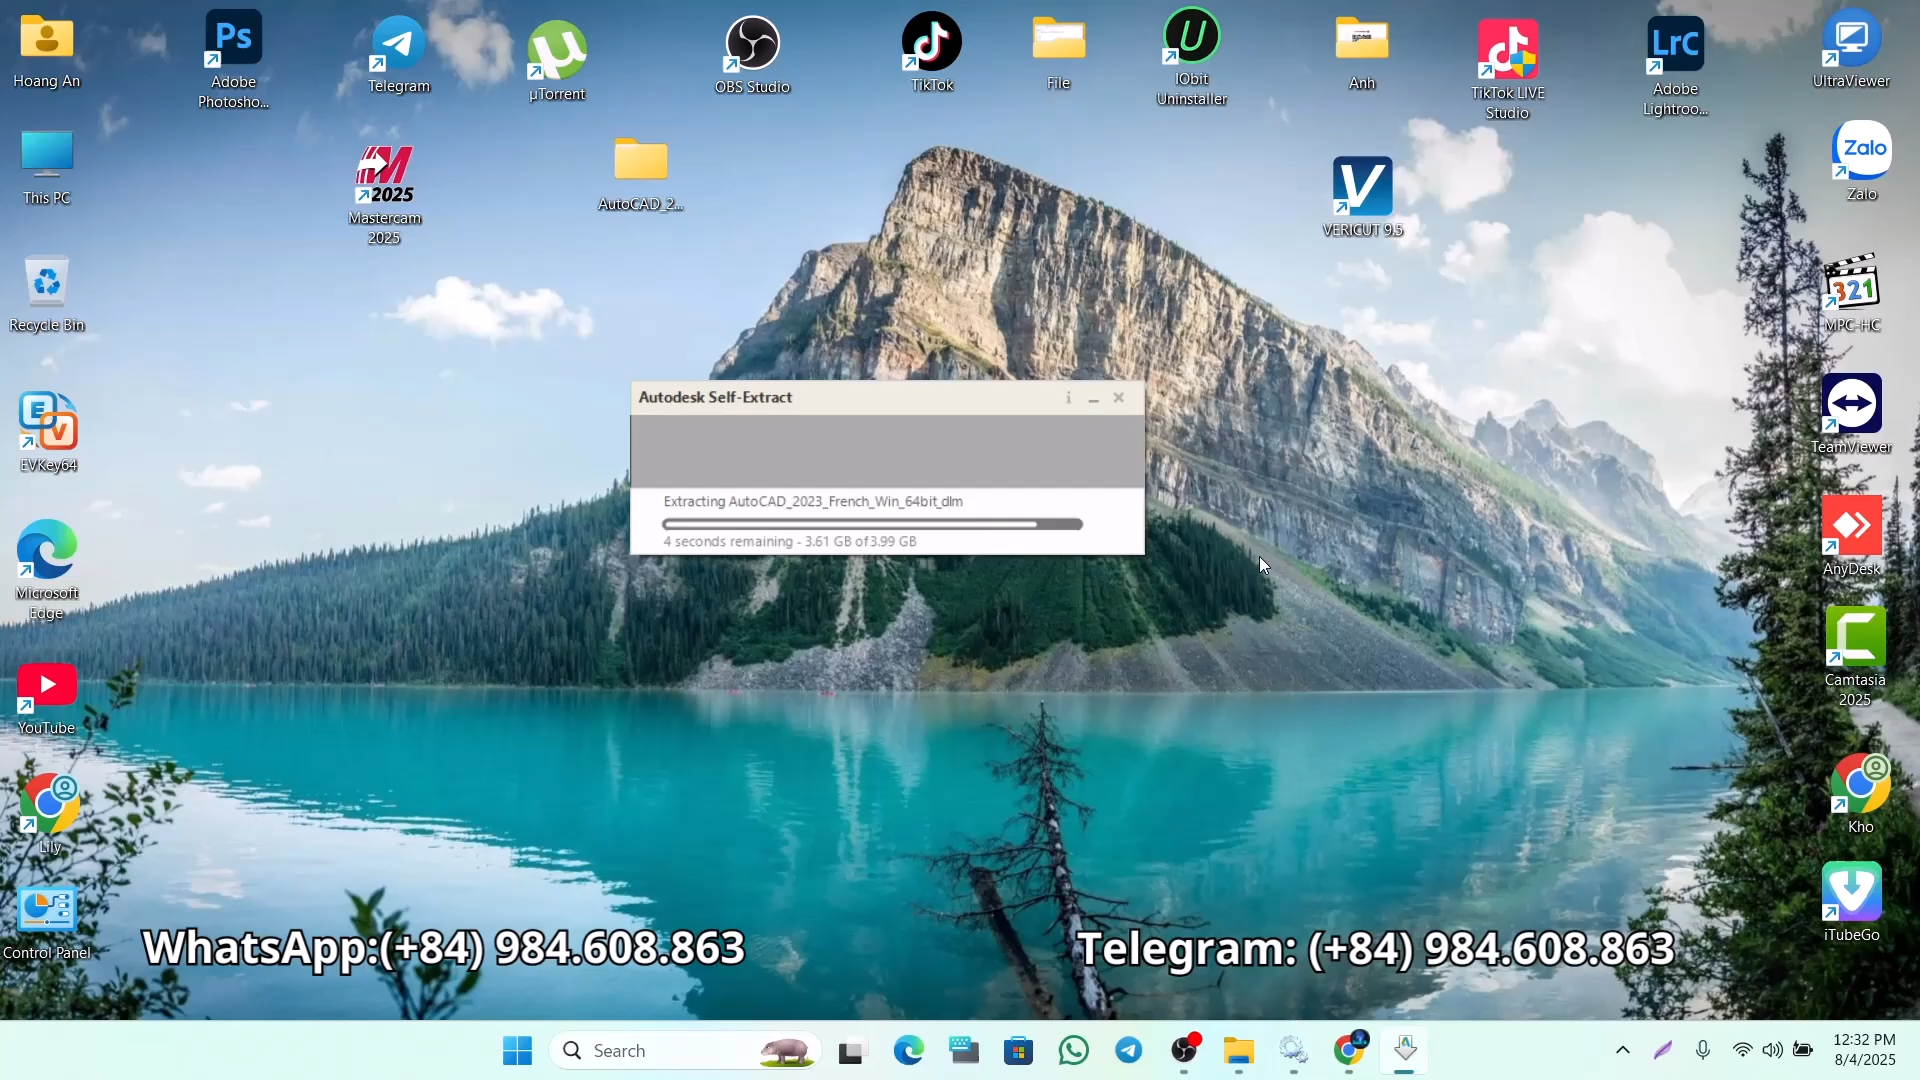 Hoang An
Ps
Adobe
Photosho...
Telegram
µTorrent
OBS Studio
TikTok
File
IObit
Uninstaller
Anh
TikTok LIVE
Studio
LrC
Adobe
Lightroo...
UltraViewer
This PC
2025
Mastercam
2025
AutoCAD_2...
VERICUT 9.5
Zalo
Zalo
Recycle Bin
321
MPC-HC
Autodesk Self-Extract
EVKey64
TeamViewer
Extracting AutoCAD_2023_French_Win_64bit_dlm
4 seconds remaining - 3.61 GB of 3.99 GB
AnyDesk
Microsoft
Edge
Camtasia
2025
YouTube
Lily
Kho
Control Panel
iTubeGo
WhatsApp:(+84) 984.608.863
Telegram: (+84) 984.608.863
Search
12:32 PM
8/4/2025